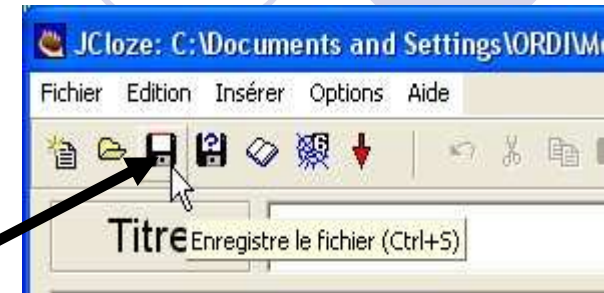 JCloze: C:\Documents and Settings\ORDI\
Fichier Edition Insérer Options Aide
Titre
Enregistre le fichier (Ctrl+S)